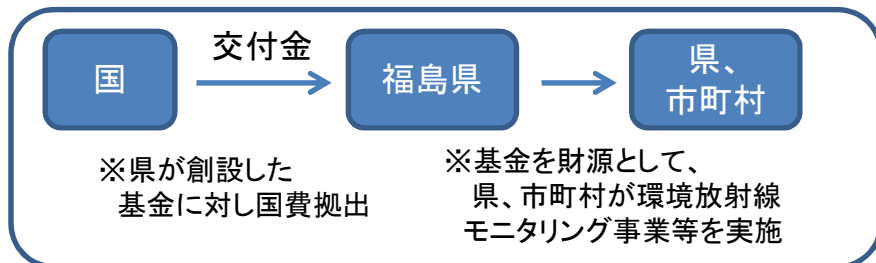 交付金
国
福島県
県、
市町村
※県が創設した
基金に対し国費拠出
※基金を財源として、
県、市町村が環境放射線
モニタリング事業等を実施